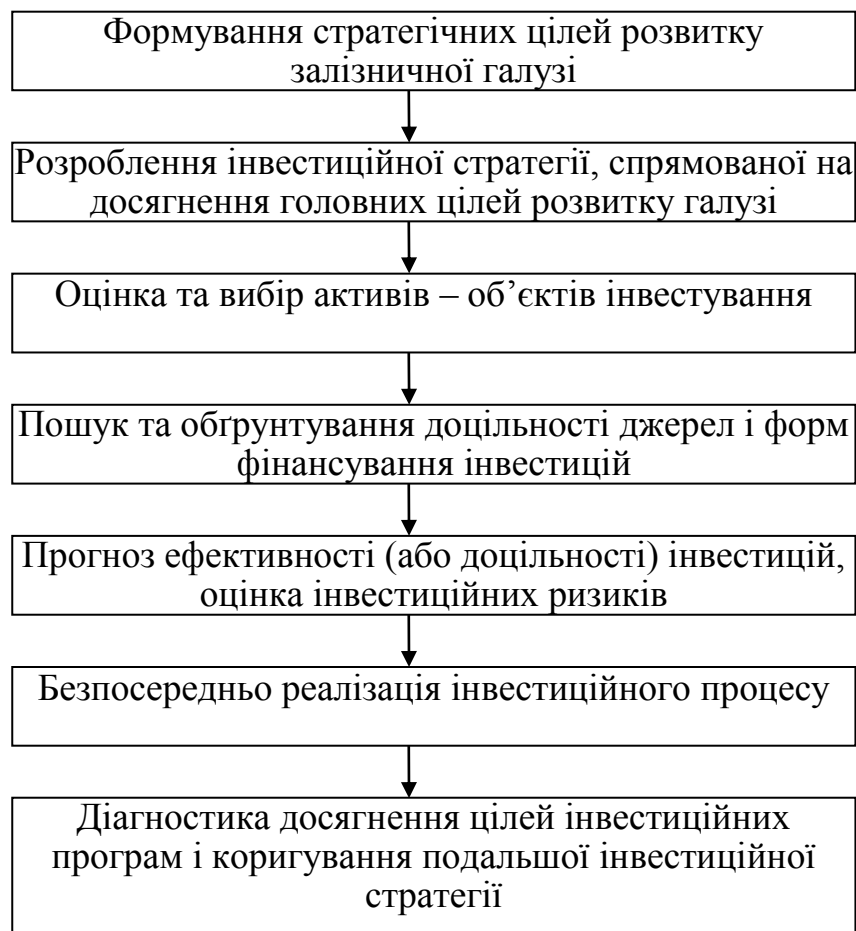 Формування стратегічних цілей розвитку
залізничної галузі
Розроблення інвестиційної стратегії, спрямованої на
досягнення головних цілей розвитку галузі
Оцінка та вибір активів – об’єктів інвестування
Пошук та обґрунтування доцільності джерел і форм
фінансування інвестицій
Прогноз ефективності (або доцільності) інвестицій,
оцінка інвестиційних ризиків
Безпосередньо реалізація інвестиційного процесу
Діагностика досягнення цілей інвестиційних
програм і коригування подальшої інвестиційної
стратегії